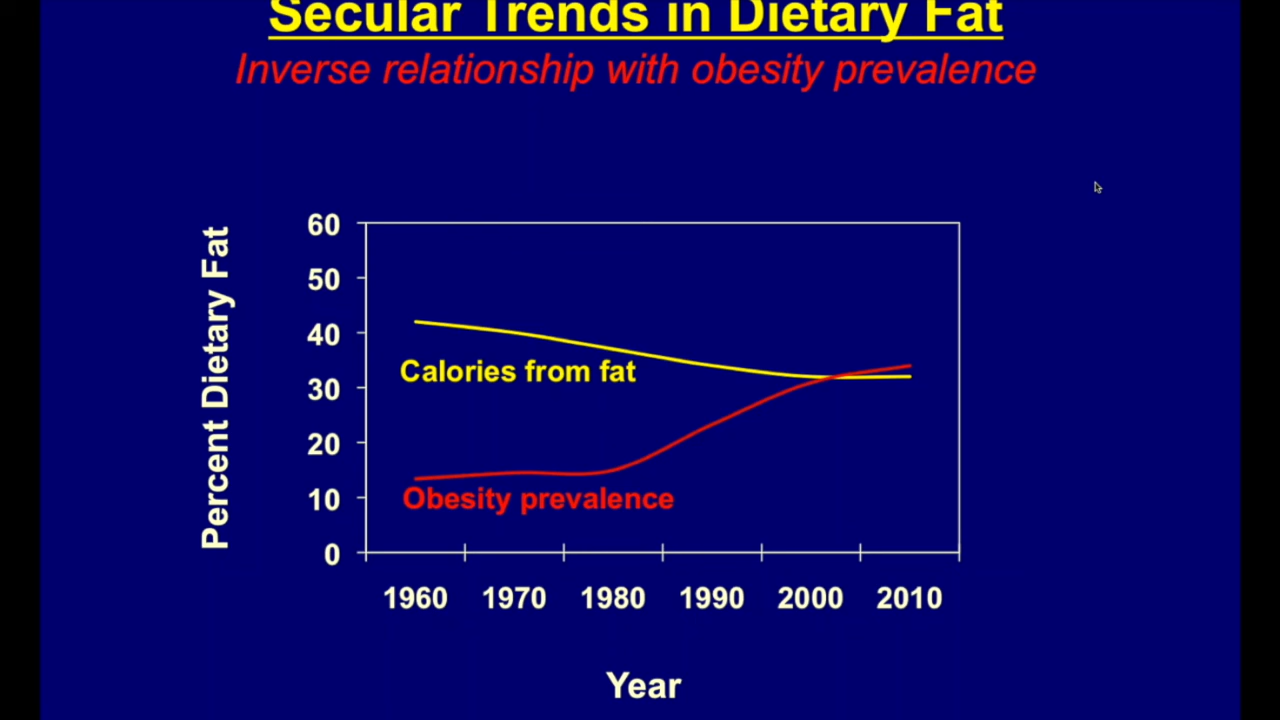 Secular Trends in Dietary Fat
Inverse relationship with obesity prevalence
Percent Dietary Fat
60
50
40
30
20
10
0
Calories from fat
Obesity prevalence
1960 1970 1980 1990 2000 2010
Year